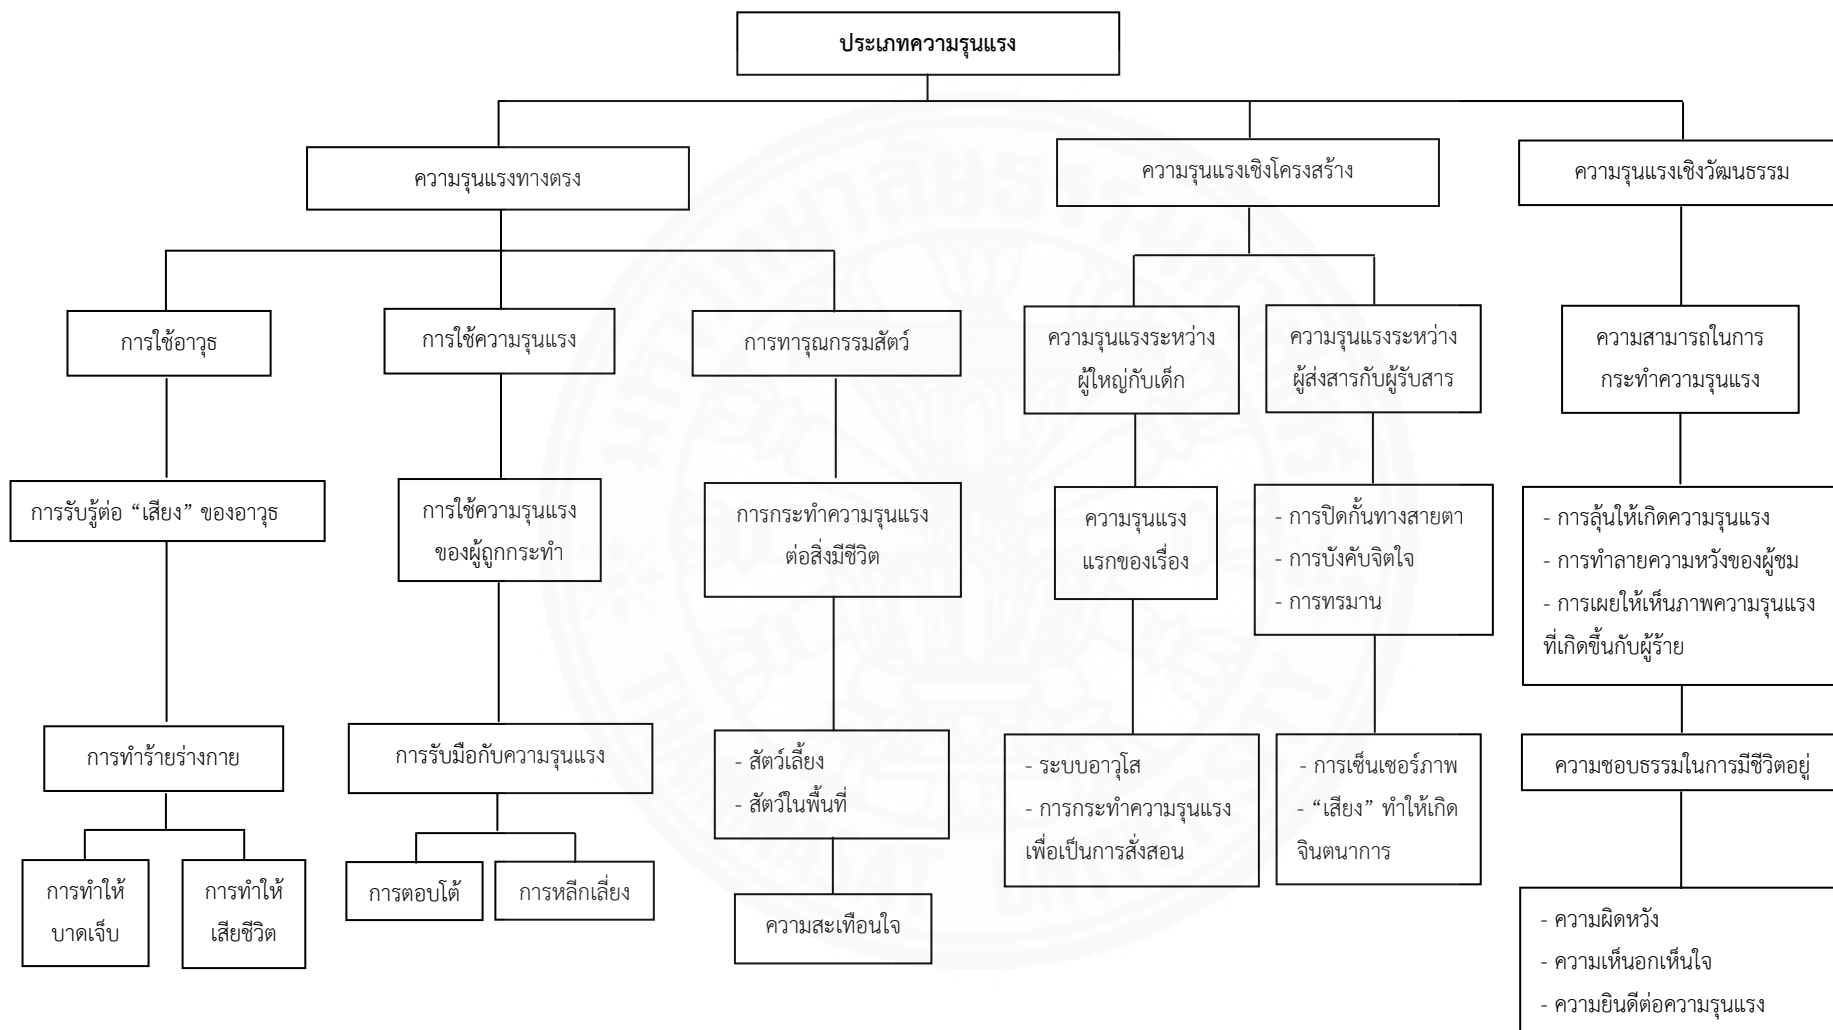 ประเภทความรุนแรง
ความรุนแรงทางตรง
ความรุนแรงเชิงโครงสร้าง
ความรุนแรงเชิงวัฒนธรรม
การใช้อาวุธ
การใช้ความรุนแรง
การทารุณกรรมสัตว์
ความรุนแรงระหว่าง
ผู้ใหญ่กับเด็ก
ความรุนแรงระหว่าง
ผู้ส่งสารกับผู้รับสาร
ความสามารถในการ
กระทำความรุนแรง
การรับรู้ต่อ “เสียง” ของอาวุธ
การใช้ความรุนแรง
ของผู้ถูกกระทำ
การกระทำความรุนแรง
ต่อสิ่งมีชีวิต
ความรุนแรง
แรกของเรื่อง
- การปิดกั้นทางสายตา
- การบังคับจิตใจ
- การทรมาน
- การลุ้นให้เกิดความรุนแรง
- การทำลายความหวังของผู้ชม
- การเผยให้เห็นภาพความรุนแรง
ที่เกิดขึ้นกับผู้ร้าย
การทำร้ายร่างกาย
การรับมือกับความรุนแรง
- สัตว์เลี้ยง
- สัตว์ในพื้นที่
- ระบบอาวุโส
- การกระทำความรุนแรง
เพื่อเป็นการสั่งสอน
- การเซ็นเซอร์ภาพ
- “เสียง” ทำให้เกิด
จินตนาการ
ความชอบธรรมในการมีชีวิตอยู่
การทำให้
บาดเจ็บ
การทำให้
เสียชีวิต
การตอบโต้
การหลีกเลี่ยง
ความสะเทือนใจ
- ความผิดหวัง
- ความเห็นอกเห็นใจ
- ความยินดีต่อความรุนแรง